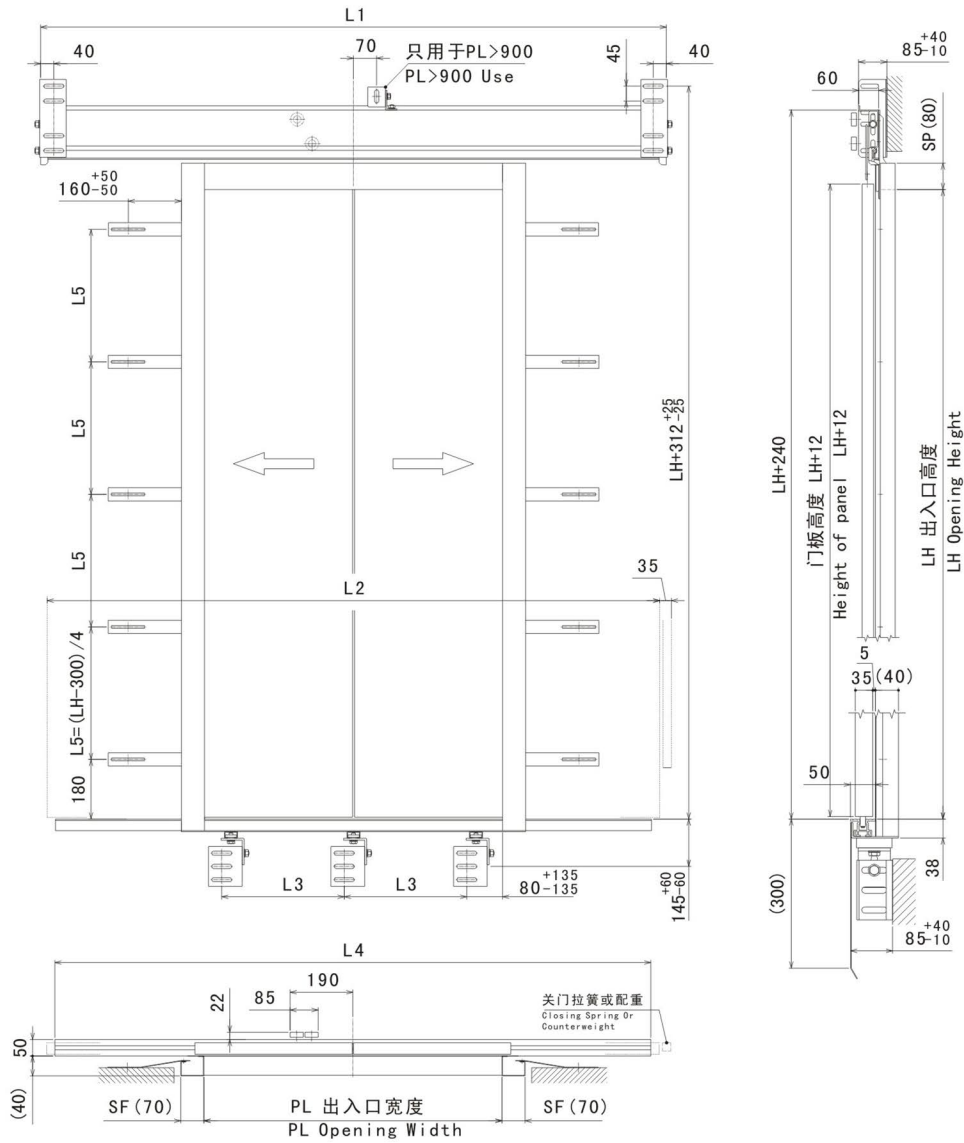 L1
40
70
只用于PL>900
PL>900 Use
45
40
+40
85-10
60
SP(80)
+50
160-50
L5
L5
L5
L5=(LH-300)/4
180
L2
35
LH+312 +25 -25
LH+240
门板高度 LH+12
Height of panel LH+12
LH 出入口高度
LH Opening Height
5
35
(40)
50
38
(300)
+40
85-10
L3
L3
+135
80-135
+60
145-60
L4
190
85
22
50
(40)
关门拉簧或配重
Closing Spring Or
Counterweight
SF(70)
PL 出入口宽度
PL Opening Width
SF(70)